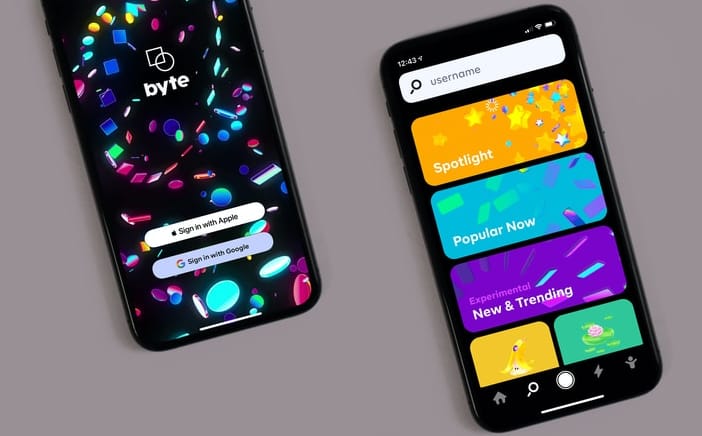 byte
Sign in with Apple
Sign in with Google
12:43
username
Spotlight
Popular Now
Experimental
New & Trending